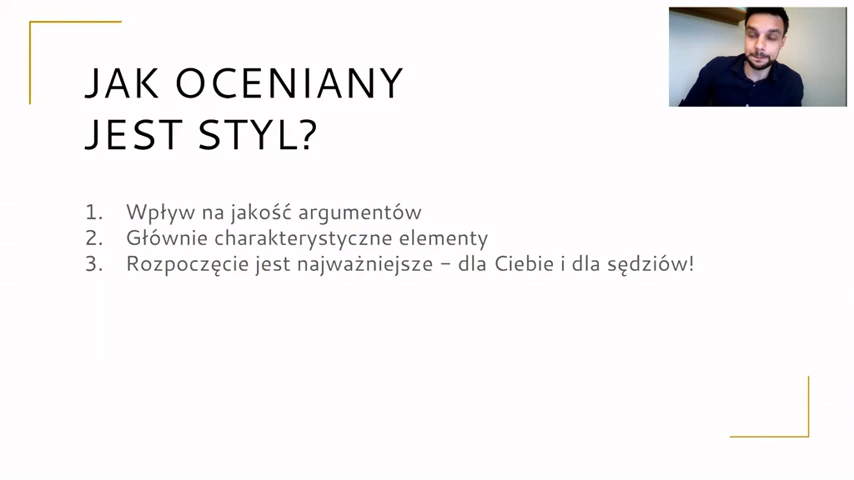 JAK OCENIANY
JEST STYL?
1. Wpływ na jakość argumentów
2. Głównie charakterystyczne elementy
3. Rozpoczęcie jest najważniejsze - dla Ciebie i dla sędziów!